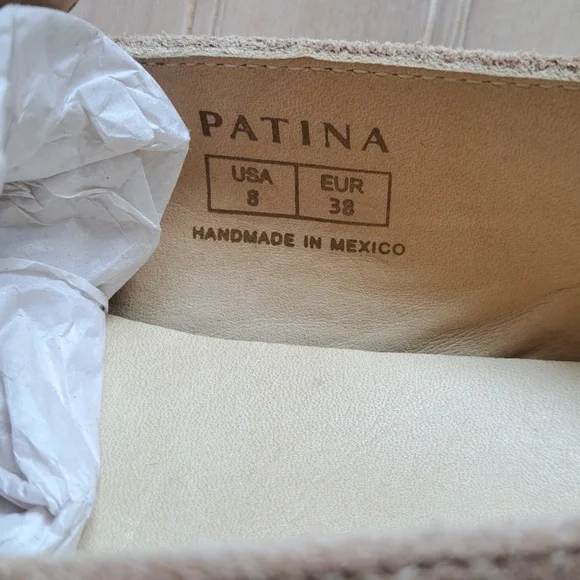 PATINA
USA EUR
8 38
HANDMADE IN MEXICO